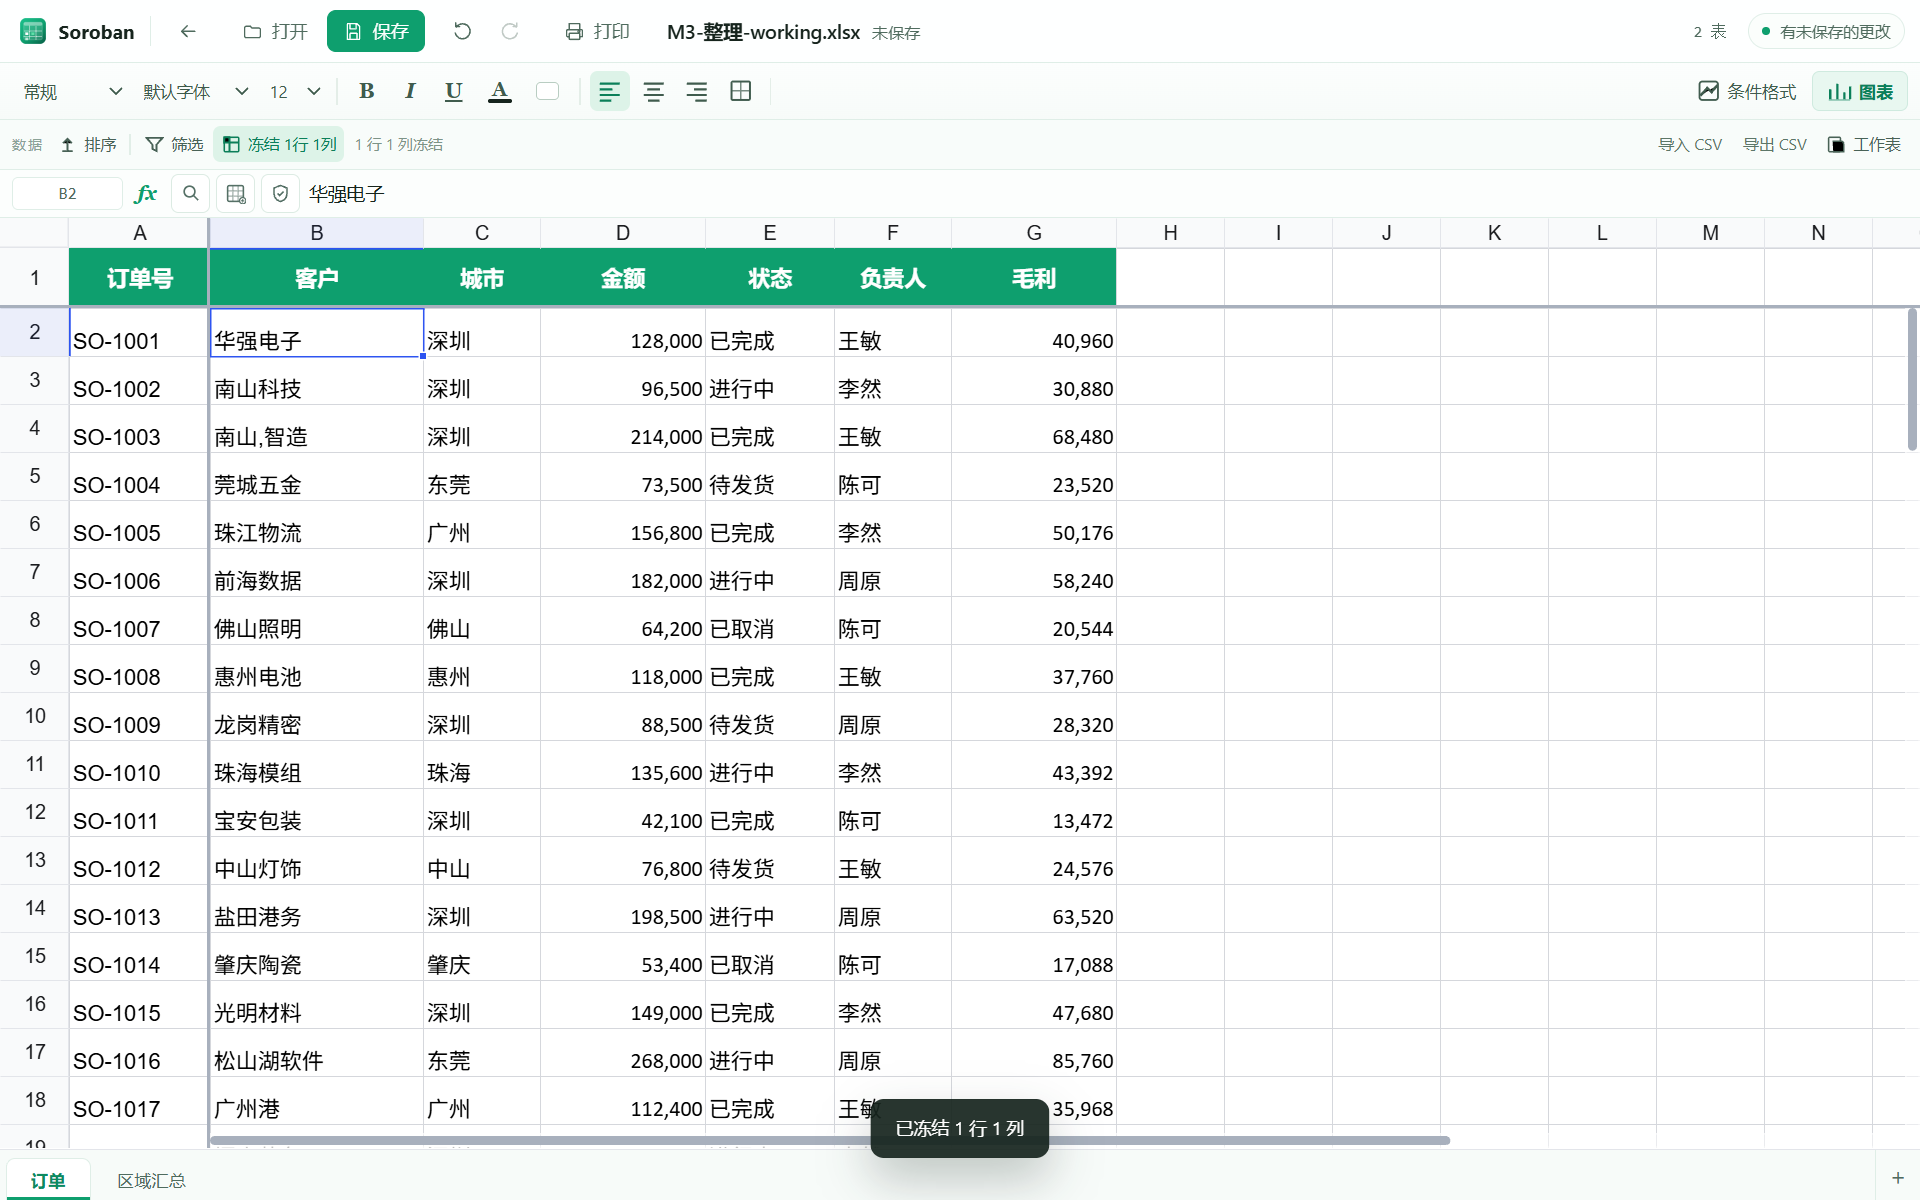 Soroban
打开
保存
打印
M3-整理-working.xlsx 未保存
2 表
有未保存的更改
常规
默认字体
12
B I U A
条件格式
图表
数据
排序
筛选
冻结 1行 1列
1 行 1 列冻结
导入 CSV
导出 CSV
工作表
B2
fx
华强电子
A B C D E F G H I J K L M N
1 订单号 客户 城市 金额 状态 负责人 毛利
2 SO-1001 华强电子 深圳 128,000 已完成 王敏 40,960
3 SO-1002 南山科技 深圳 96,500 进行中 李然 30,880
4 SO-1003 南山,智造 深圳 214,000 已完成 王敏 68,480
5 SO-1004 莞城五金 东莞 73,500 待发货 陈可 23,520
6 SO-1005 珠江物流 广州 156,800 已完成 李然 50,176
7 SO-1006 前海数据 深圳 182,000 进行中 周原 58,240
8 SO-1007 佛山照明 佛山 64,200 已取消 陈可 20,544
9 SO-1008 惠州电池 惠州 118,000 已完成 王敏 37,760
10 SO-1009 龙岗精密 深圳 88,500 待发货 周原 28,320
11 SO-1010 珠海模组 珠海 135,600 进行中 李然 43,392
12 SO-1011 宝安包装 深圳 42,100 已完成 陈可 13,472
13 SO-1012 中山灯饰 中山 76,800 待发货 王敏 24,576
14 SO-1013 盐田港务 深圳 198,500 进行中 周原 63,520
15 SO-1014 肇庆陶瓷 肇庆 53,400 已取消 陈可 17,088
16 SO-1015 光明材料 深圳 149,000 已完成 李然 47,680
17 SO-1016 松山湖软件 东莞 268,000 进行中 周原 85,760
18 SO-1017 广州港 广州 112,400 已完成 王敏 35,968
19
已冻结 1 行 1 列
订单
区域汇总